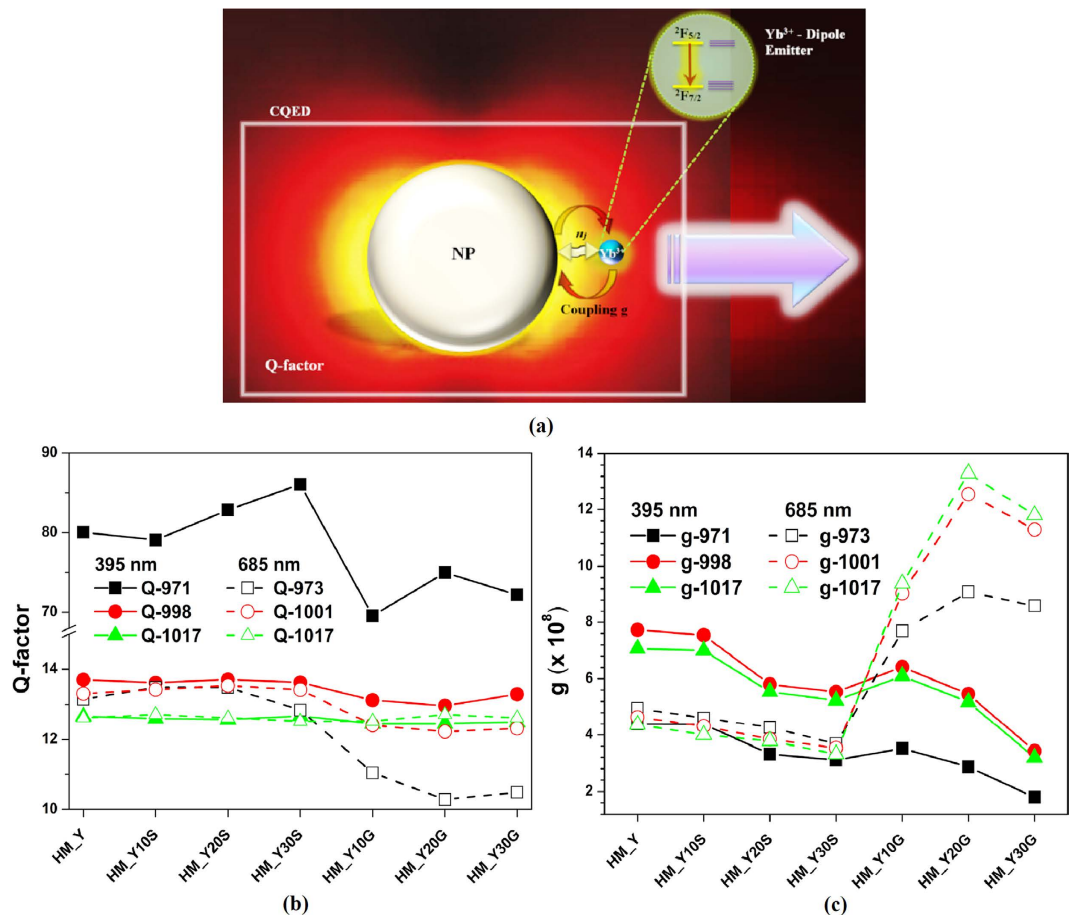 ²F₅/₂
²F₇/₂
Yb³⁺ - Dipole
Emitter
CQED
NP
nⱼ
Yb³⁺
Coupling g
Q-factor
(a)
90
80
70
14
12
10
Q-factor
395 nm 685 nm
Q-971 Q-973
Q-998 Q-1001
Q-1017 Q-1017
HM_Y HM_Y10S HM_Y20S HM_Y30S HM_Y10G HM_Y20G HM_Y30G
(b)
14
12
10
8
6
4
2
g (x 10⁸)
395 nm 685 nm
g-971 g-973
g-998 g-1001
g-1017 g-1017
HM_Y HM_Y10S HM_Y20S HM_Y30S HM_Y10G HM_Y20G HM_Y30G
(c)